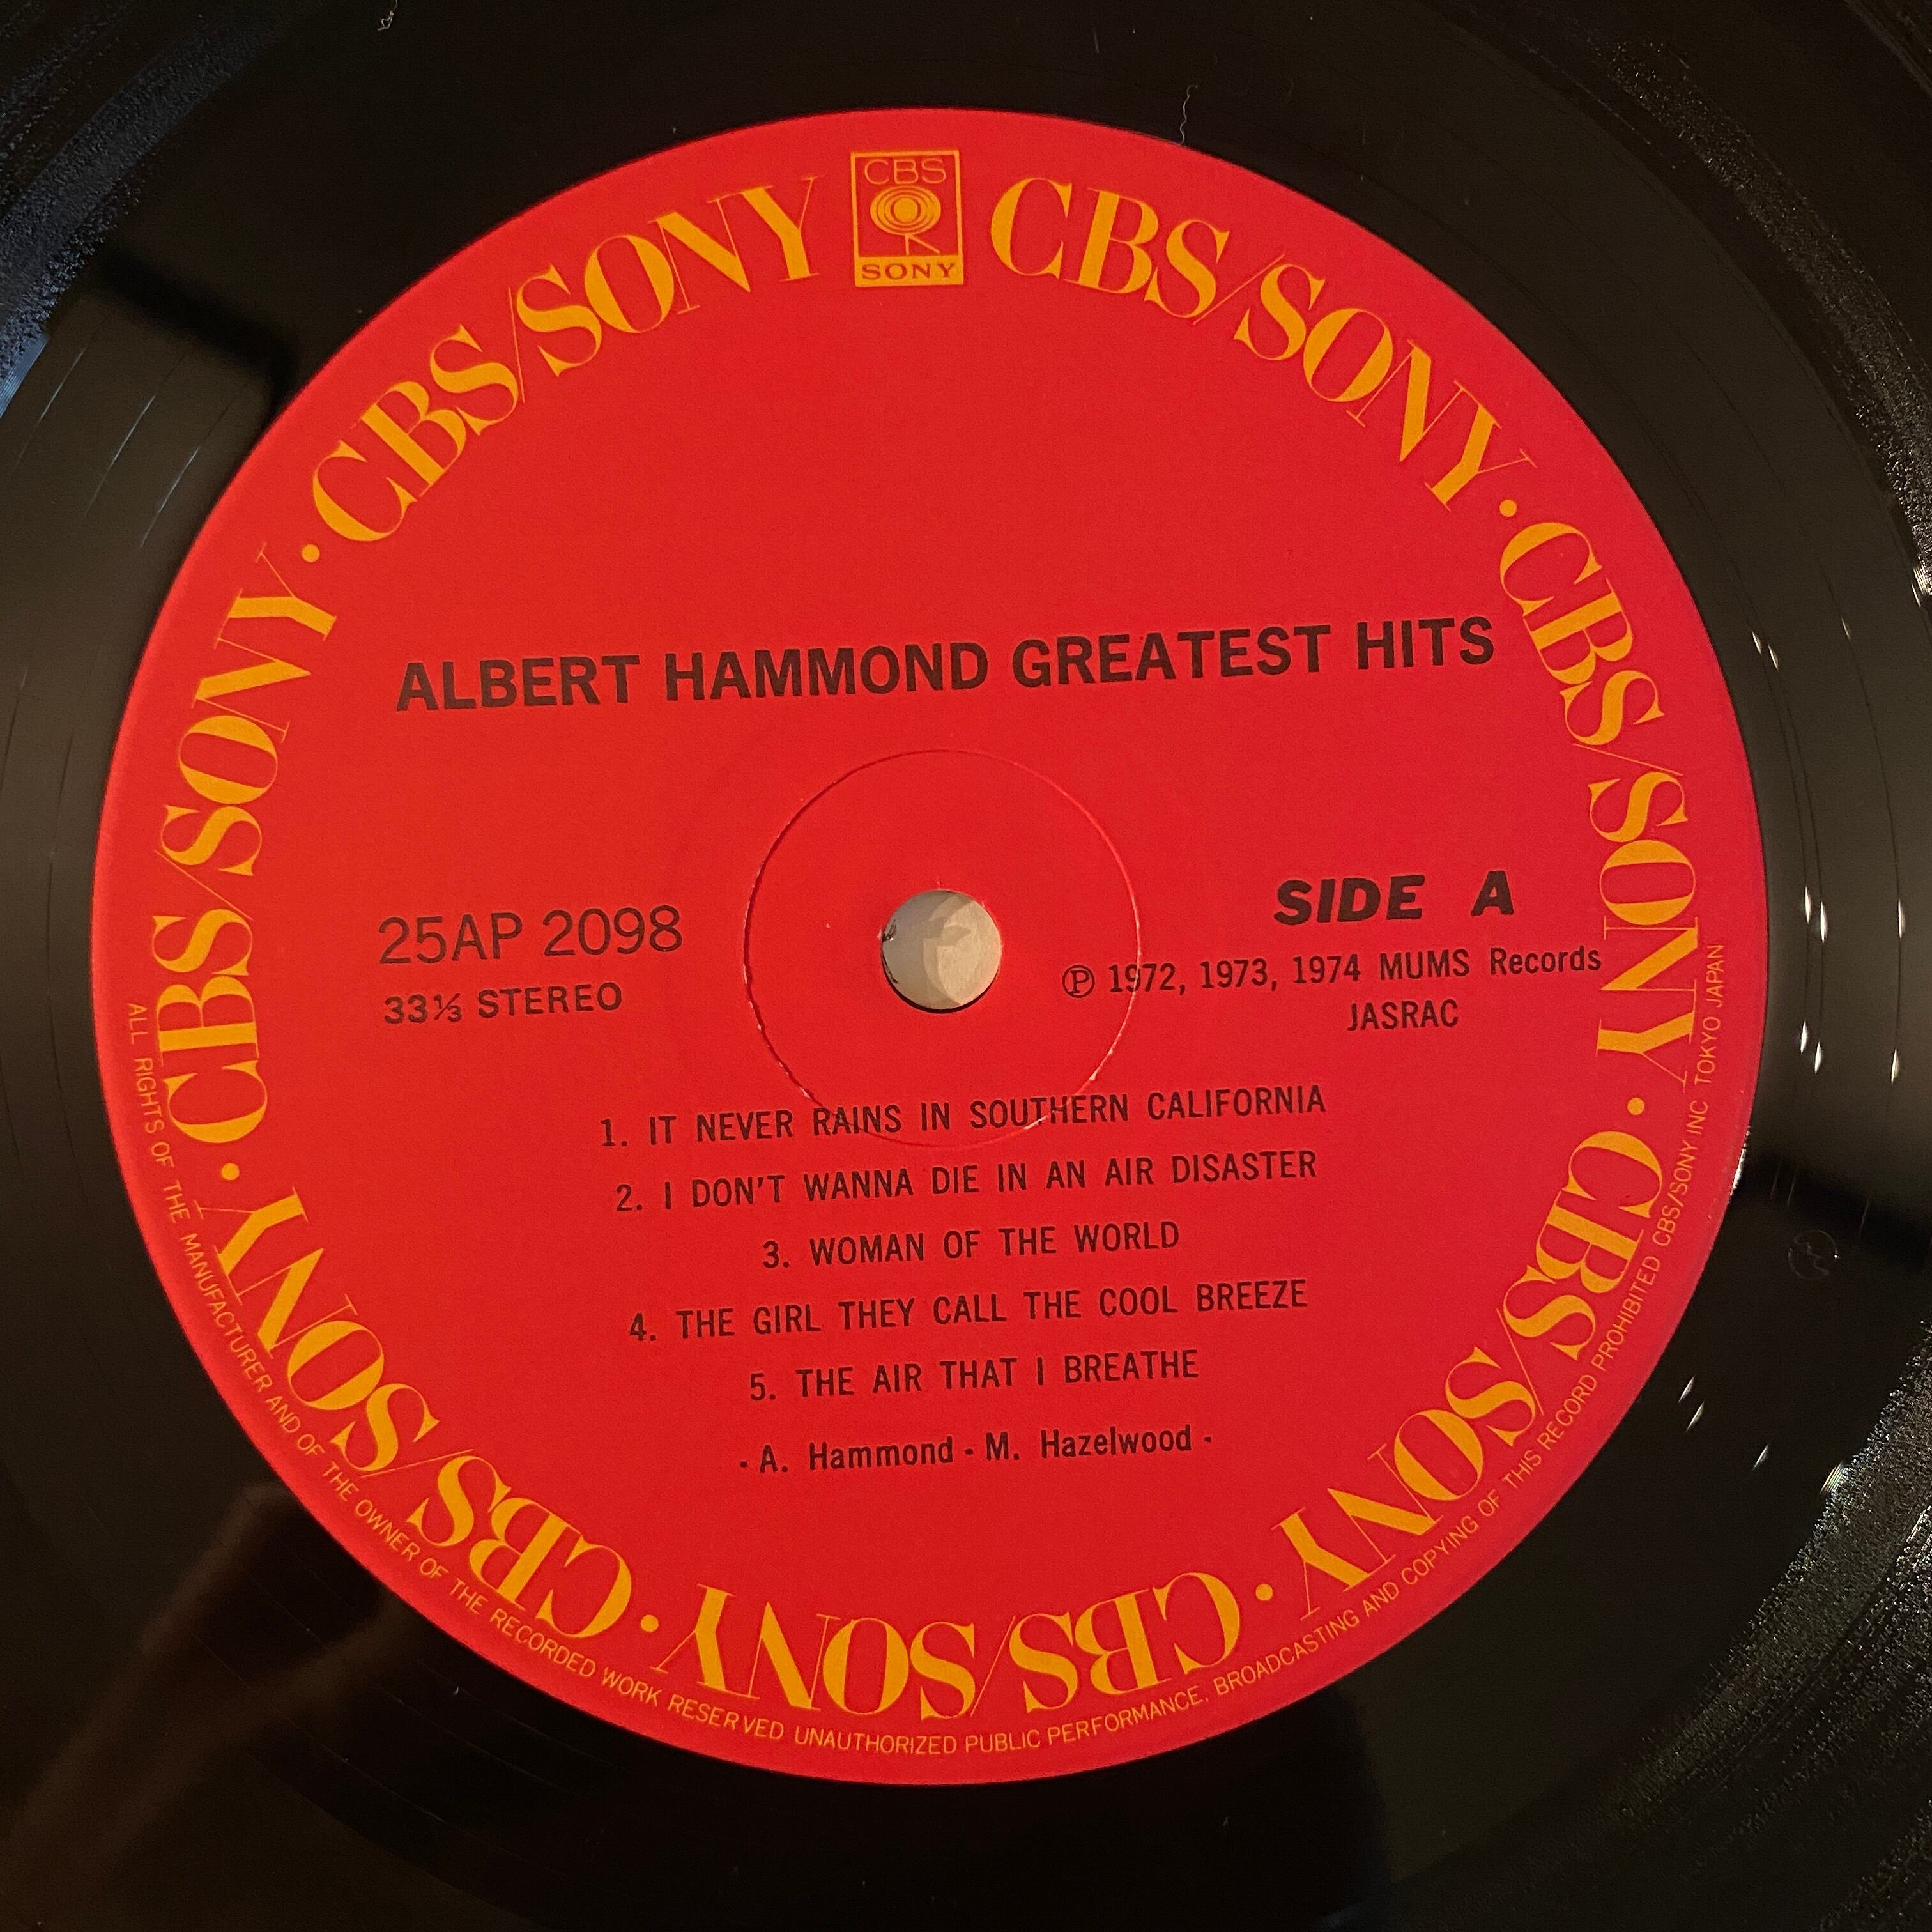 CBS
SONY
CBS/SONY · CBS/SONY · CBS/SONY · CBS/SONY · CBS/SONY · CBS/SONY · CBS/SONY
ALBERT HAMMOND GREATEST HITS
25AP 2098
33⅓ STEREO
SIDE A
Ⓟ 1972, 1973, 1974 MUMS Records
JASRAC
1. IT NEVER RAINS IN SOUTHERN CALIFORNIA
2. I DON'T WANNA DIE IN AN AIR DISASTER
3. WOMAN OF THE WORLD
4. THE GIRL THEY CALL THE COOL BREEZE
5. THE AIR THAT I BREATHE
- A. Hammond - M. Hazelwood -
ALL RIGHTS OF THE MANUFACTURER AND OF THE OWNER OF THE RECORDED WORK RESERVED UNAUTHORIZED PUBLIC PERFORMANCE, BROADCASTING AND COPYING OF THIS RECORD PROHIBITED CBS/SONY INC TOKYO JAPAN